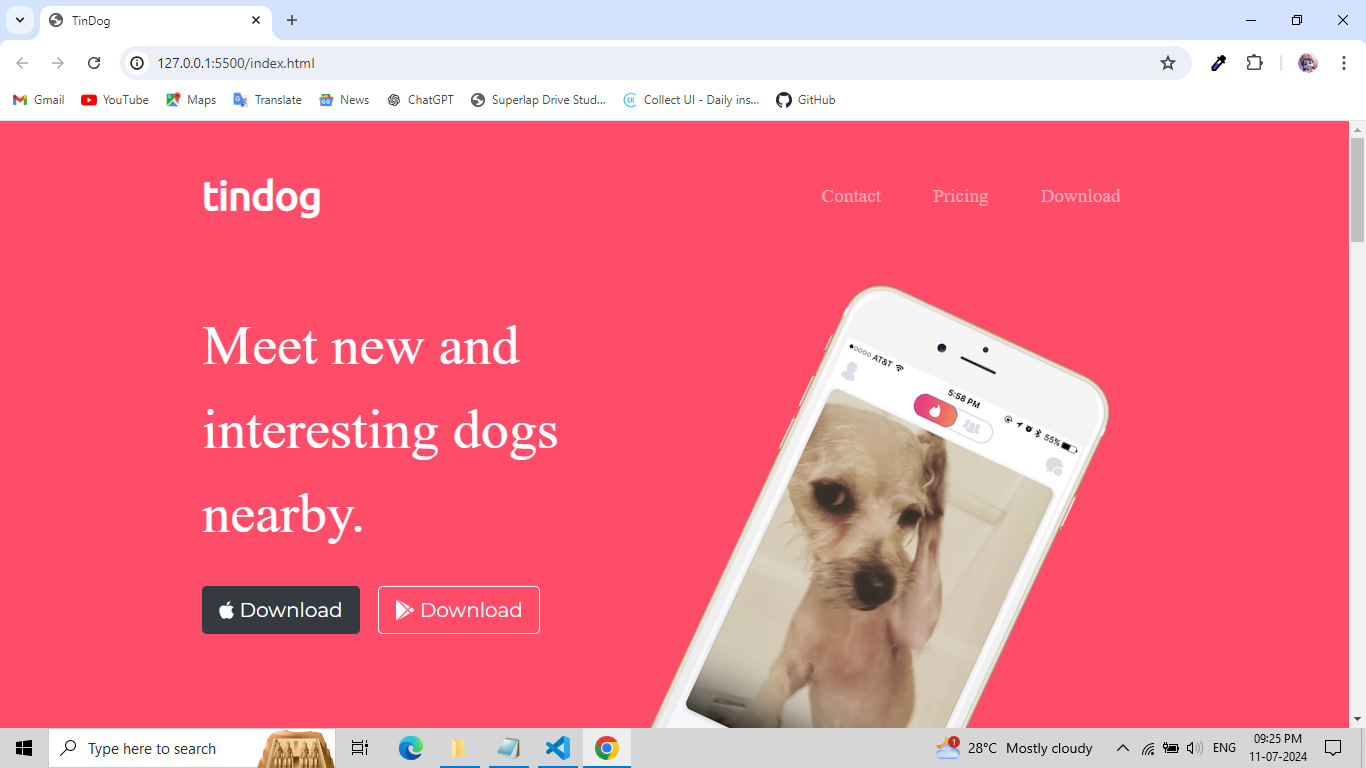 TinDog
127.0.0.1:5500/index.html
Gmail YouTube Maps Translate News ChatGPT Superlap Drive Stud... Collect UI - Daily ins... GitHub
tindog
Contact Pricing Download
Meet new and
interesting dogs
nearby.
Download Download
AT&T
5:58 PM
55%
Type here to search
1
28°C Mostly cloudy
ENG
09:25 PM
11-07-2024